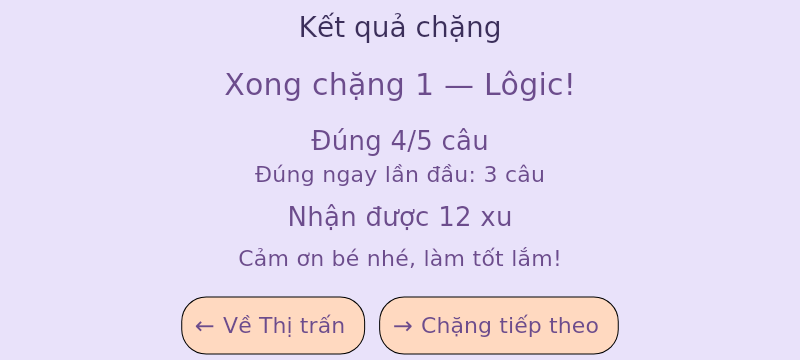 Kết quả chặng
Xong chặng 1 — Lôgic!
Đúng 4/5 câu
Đúng ngay lần đầu: 3 câu
Nhận được 12 xu
Cảm ơn bé nhé, làm tốt lắm!
← Về Thị trấn
→ Chặng tiếp theo